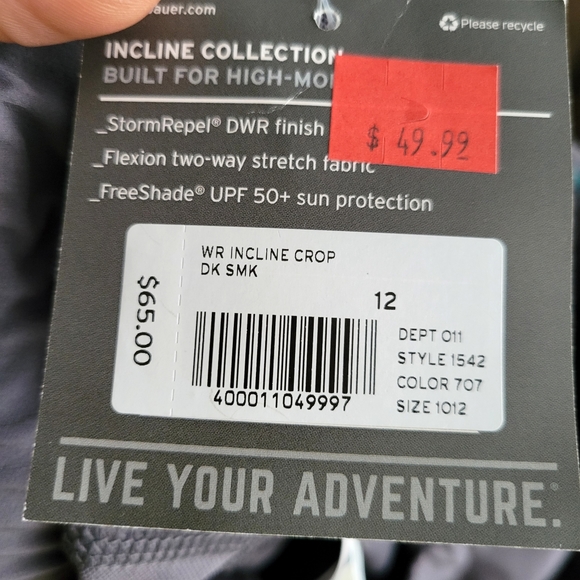 auer.com
Please recycle
INCLINE COLLECTION
BUILT FOR HIGH-MO
$ 49.99
_StormRepel® DWR finish
_Flexion two-way stretch fabric
_FreeShade® UPF 50+ sun protection
$65.00
WR INCLINE CROP
DK SMK
12
400011049997
DEPT 011
STYLE 1542
COLOR 707
SIZE 1012
LIVE YOUR ADVENTURE.®